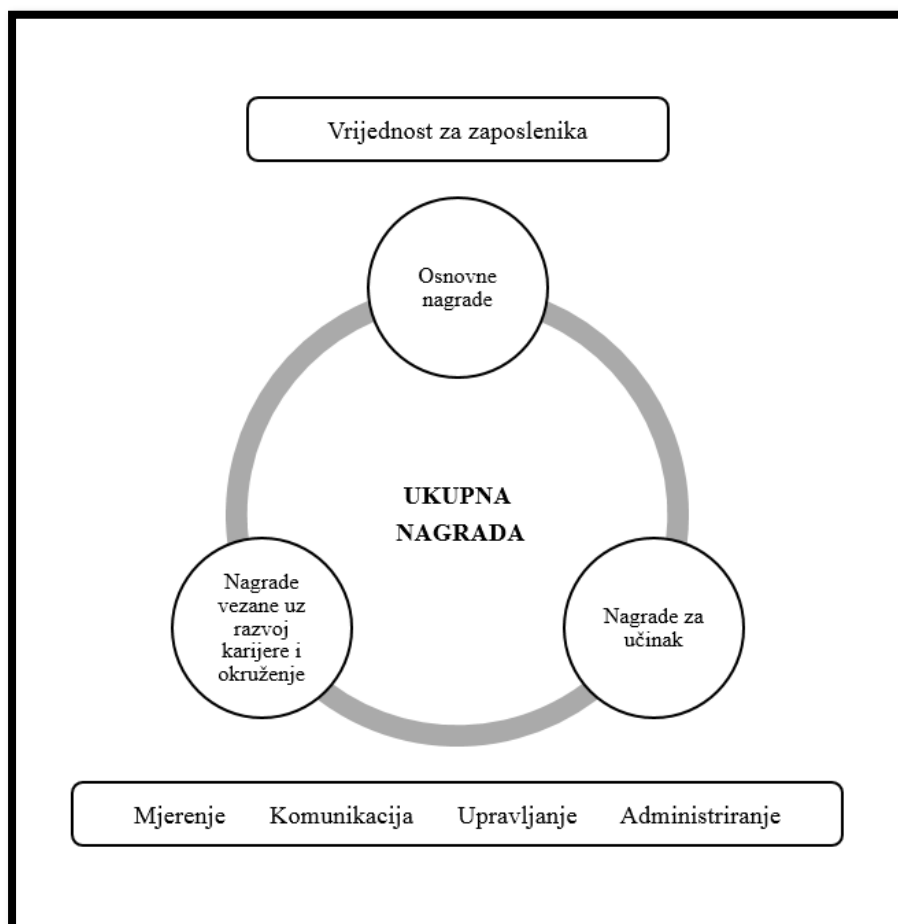 Vrijednost za zaposlenika
Osnovne
nagrade
UKUPNA
NAGRADA
Nagrade
vezane uz
razvoj
karijere i
okruženje
Nagrade za
učinak
Mjerenje Komunikacija Upravljanje Administriranje